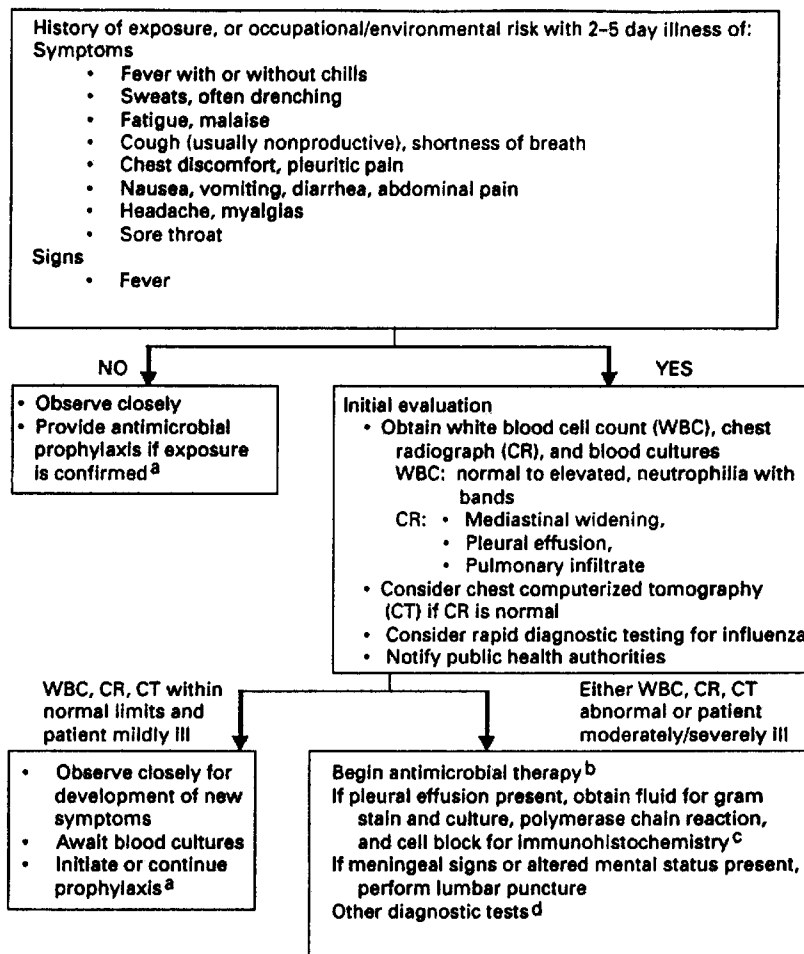 History of exposure, or occupational/environmental risk with 2–5 day illness of:
Symptoms
• Fever with or without chills
• Sweats, often drenching
• Fatigue, malaise
• Cough (usually nonproductive), shortness of breath
• Chest discomfort, pleuritic pain
• Nausea, vomiting, diarrhea, abdominal pain
• Headache, myalgias
• Sore throat
Signs
• Fever
NO
YES
• Observe closely
• Provide antimicrobial
prophylaxis if exposure
is confirmed a
Initial evaluation
• Obtain white blood cell count (WBC), chest
radiograph (CR), and blood cultures
WBC: normal to elevated, neutrophilia with
bands
CR: • Mediastinal widening,
• Pleural effusion,
• Pulmonary infiltrate
• Consider chest computerized tomography
(CT) if CR is normal
• Consider rapid diagnostic testing for influenza
• Notify public health authorities
WBC, CR, CT within
normal limits and
patient mildly ill
Either WBC, CR, CT
abnormal or patient
moderately/severely ill
• Observe closely for
development of new
symptoms
• Await blood cultures
• Initiate or continue
prophylaxis a
Begin antimicrobial therapy b
If pleural effusion present, obtain fluid for gram
stain and culture, polymerase chain reaction,
and cell block for immunohistochemistry c
If meningeal signs or altered mental status present,
perform lumbar puncture
Other diagnostic tests d